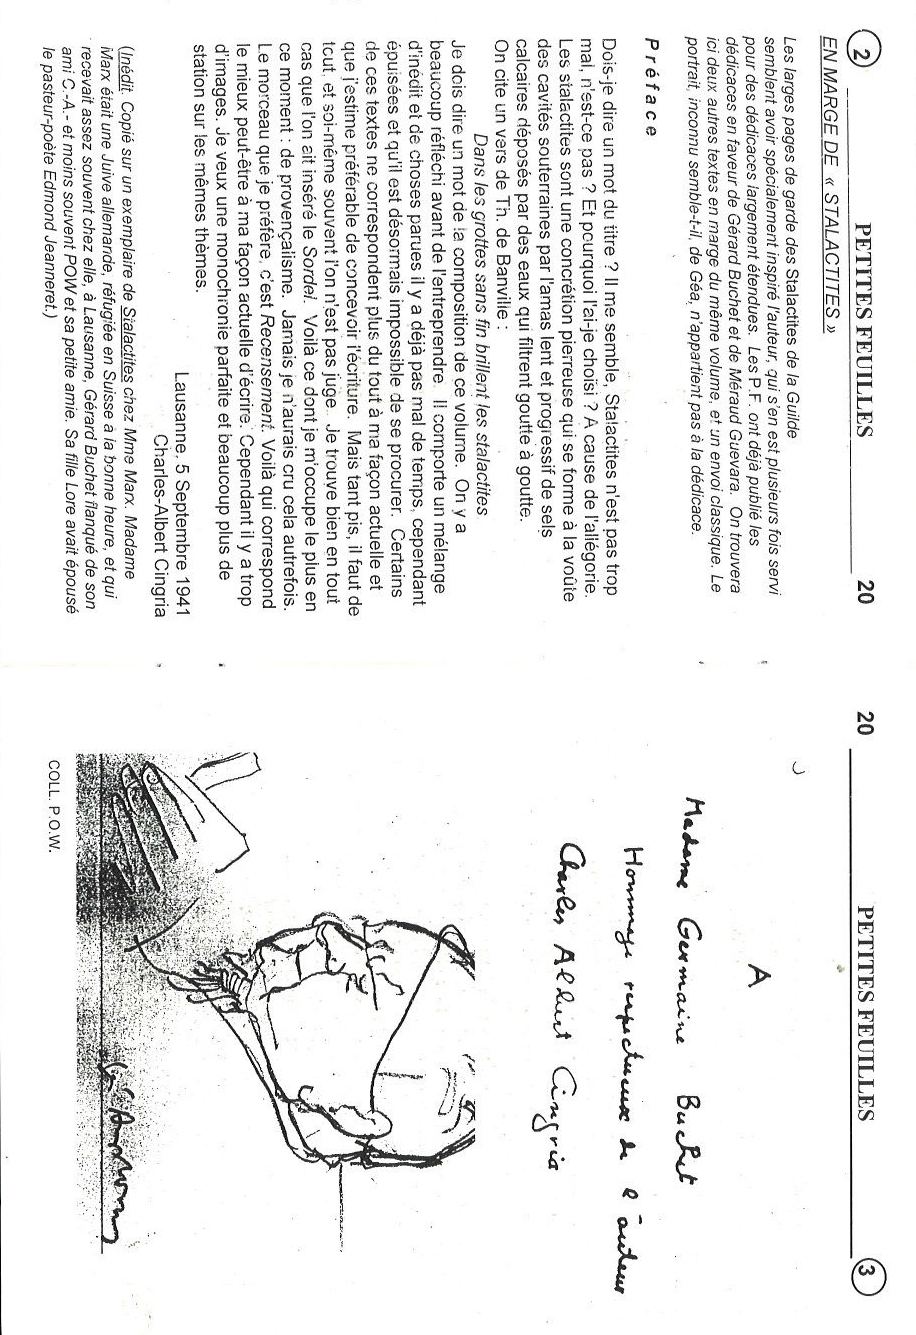 2 PETITES FEUILLES 20
EN MARGE DE « STALACTITES »
Les larges pages de garde des Stalactites de la Guilde
semblent avoir spécialement inspiré l'auteur, qui s'en est plusieurs fois servi
pour des dédicaces largement étendues. Les P.F. ont déjà publié les
dédicaces en faveur de Gérard Buchet et de Méraud Guevara. On trouvera
ici deux autres textes en marge du même volume, et un envoi classique. Le
portrait, inconnu semble-t-il, de Géa, n'appartient pas à la dédicace.
Préface
Dois-je dire un mot du titre ? Il me semble, Stalactites n'est pas trop
mal, n'est-ce pas ? Et pourquoi l'ai-je choisi ? A cause de l'allégorie.
Les stalactites sont une concrétion pierreuse qui se forme à la voûte
des cavités souterraines par l'amas lent et progressif de sels
calcaires déposés par des eaux qui filtrent goutte à goutte.
On cite un vers de Th. de Banville :
Dans les grottes sans fin brillent les stalactites.
Je dois dire un mot de la composition de ce volume. On y a
beaucoup réfléchi avant de l'entreprendre. Il comporte un mélange
d'inédit et de choses parues il y a déjà pas mal de temps, cependant
épuisées et qu'il est désormais impossible de se procurer. Certains
de ces textes ne correspondent plus du tout à ma façon actuelle et
que j'estime préférable de concevoir l'écriture. Mais tant pis, il faut de
tout, et soi-même souvent l'on n'est pas juge. Je trouve bien en tout
cas que l'on ait inséré le Sordel. Voilà ce dont je m'occupe le plus en
ce moment : de provençalisme. Jamais je n'aurais cru cela autrefois.
Le morceau que je préfère, c'est Recensement. Voilà qui correspond
le mieux peut-être à ma façon actuelle d'écrire. Cependant il y a trop
d'images. Je veux une monochronie parfaite et beaucoup plus de
station sur les mêmes thèmes.
Lausanne, 5 Septembre 1941
Charles-Albert Cingria
(Inédit. Copié sur un exemplaire de Stalactites chez Mme Marx. Madame
Marx était une Juive allemande, réfugiée en Suisse à la bonne heure, et qui
recevait assez souvent chez elle, à Lausanne, Gérard Buchet flanqué de son
ami C.-A.- et moins souvent POW et sa petite amie. Sa fille Lore avait épousé
le pasteur-poète Edmond Jeanneret.)
20 PETITES FEUILLES 3
A
Madame Germaine Buchet
Hommage respectueux de l'auteur
Charles Albert Cingria
COLL. P.O.W.